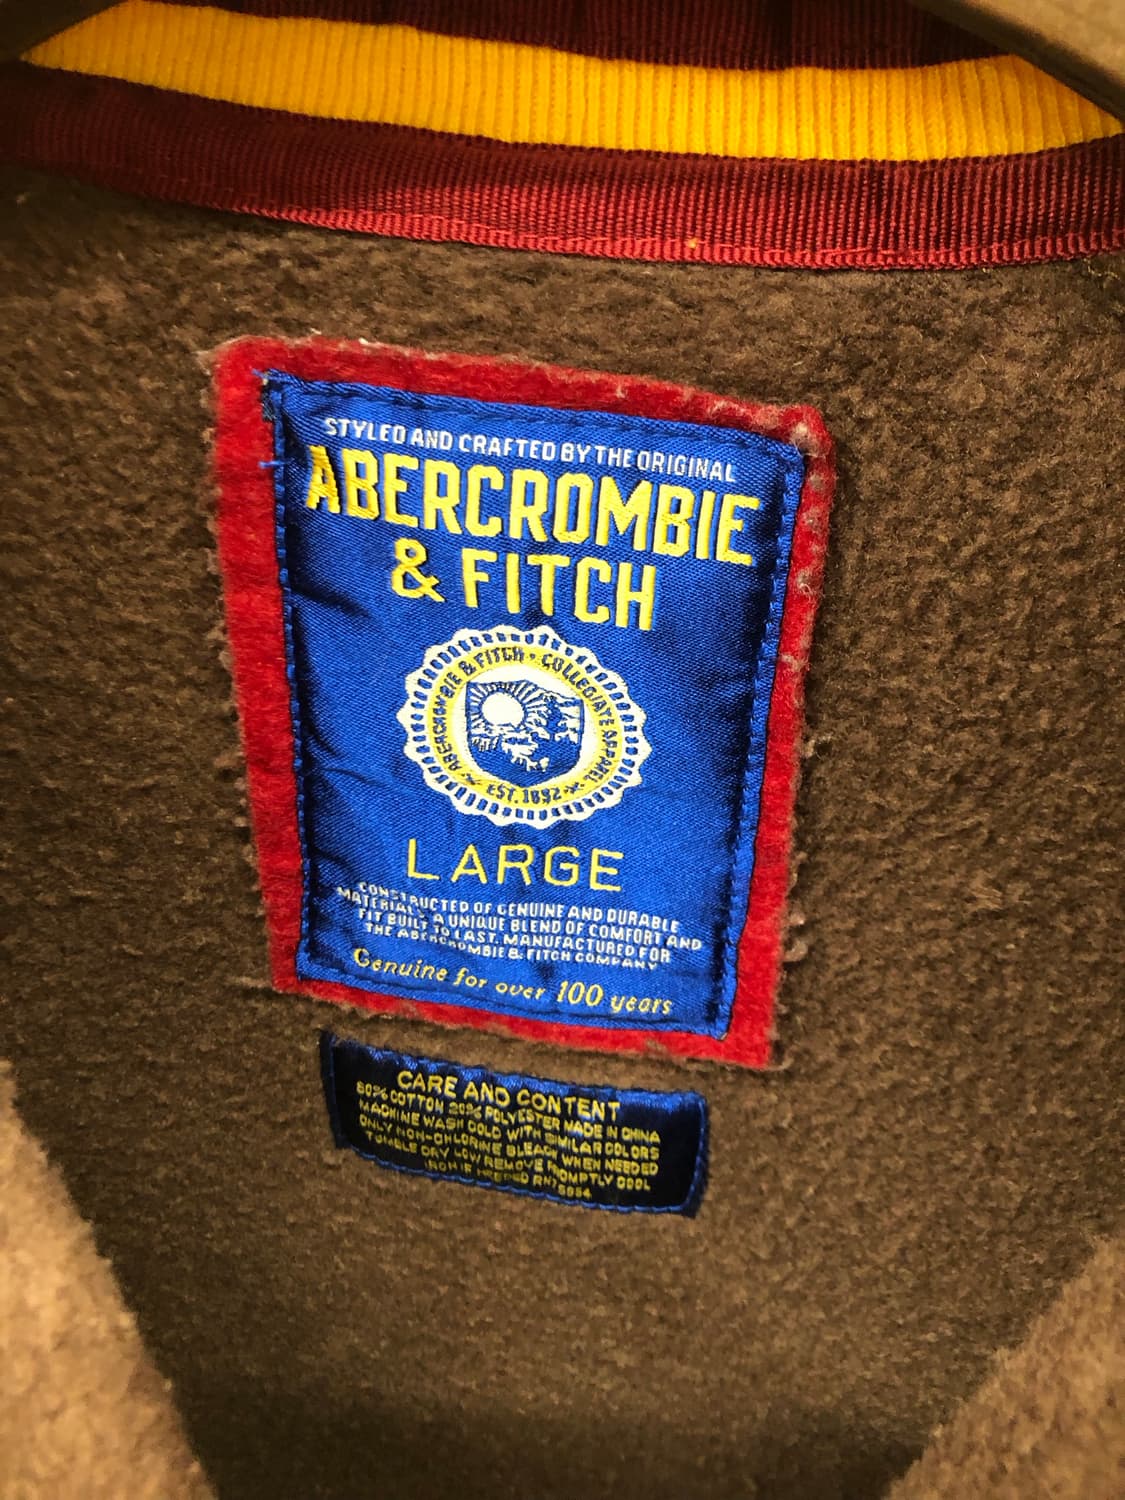 STYLED AND CRAFTED BY THE ORIGINAL
ABERCROMBIE
& FITCH
ABERCROMBIE & FITCH • COLLEGIATE APPAREL
EST. 1892
LARGE
CONSTRUCTED OF GENUINE AND DURABLE
MATERIALS A UNIQUE BLEND OF COMFORT AND
FIT BUILT TO LAST. MANUFACTURED FOR
THE ABERCROMBIE & FITCH COMPANY
Genuine for over 100 years
CARE AND CONTENT
80% COTTON 20% POLYESTER MADE IN CHINA
MACHINE WASH COLD WITH SIMILAR COLORS
ONLY NON-CHLORINE BLEACH WHEN NEEDED
TUMBLE DRY LOW REMOVE PROMPTLY COOL
IRON IF NEEDED RN75654